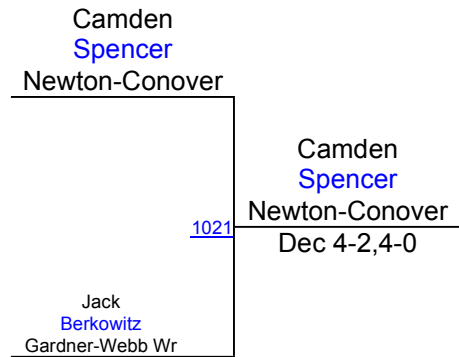 Camden
Spencer
Newton-Conover
Camden
Spencer
Newton-Conover
1021
Dec 4-2,4-0
Jack
Berkowitz
Gardner-Webb Wr